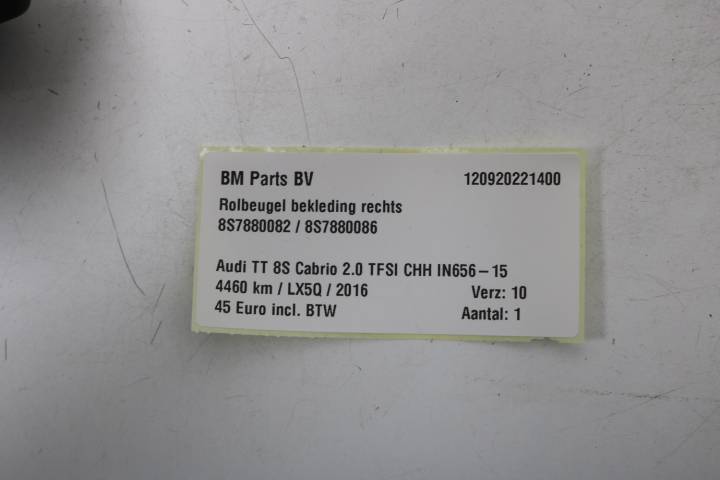 BM Parts BV 120920221400
Rolbeugel bekleding rechts
8S7880082 / 8S7880086
Audi TT 8S Cabrio 2.0 TFSI CHH IN656-15
4460 km / LX5Q / 2016 Verz: 10
45 Euro incl. BTW Aantal: 1